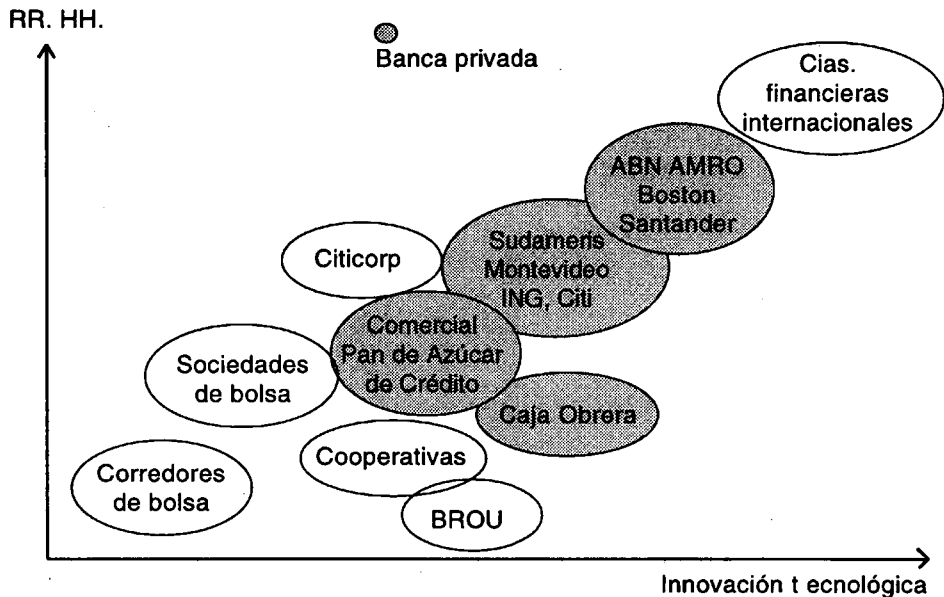 RR. HH.
Banca privada
Cias.
financieras
internacionales
ABN AMRO
Boston
Santander
Sudameris
Montevideo
ING, Citi
Citicorp
Comercial
Pan de Azúcar
de Crédito
Sociedades
de bolsa
Caja Obrera
Cooperativas
Corredores
de bolsa
BROU
Innovación t ecnológica